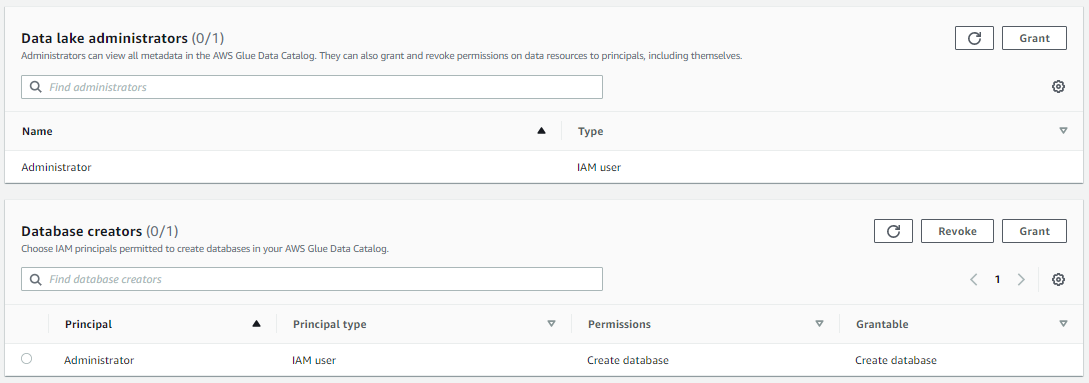 Data lake administrators (0/1)
Grant
Administrators can view all metadata in the AWS Glue Data Catalog. They can also grant and revoke permissions on data resources to principals, including themselves.
Find administrators
Name Type
Administrator IAM user
Database creators (0/1)
Revoke Grant
Choose IAM principals permitted to create databases in your AWS Glue Data Catalog.
Find database creators
1
Principal Principal type Permissions Grantable
Administrator IAM user Create database Create database